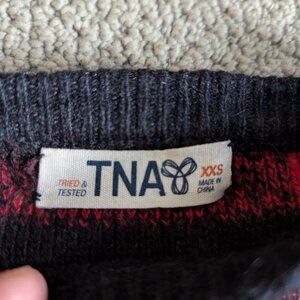 TRIED &
TESTED
TNA
XXS
MADE IN
CHINA